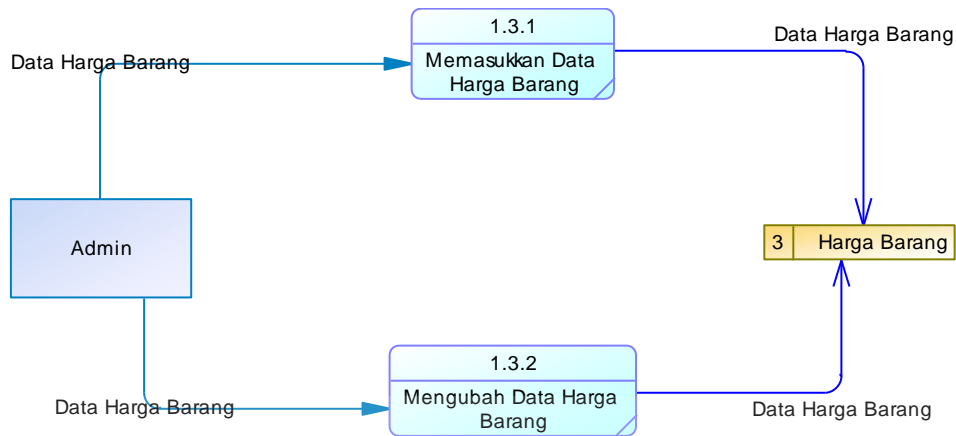 1.3.1
Memasukkan Data
Harga Barang
Data Harga Barang
Data Harga Barang
Admin
3 Harga Barang
1.3.2
Mengubah Data Harga
Barang
Data Harga Barang
Data Harga Barang